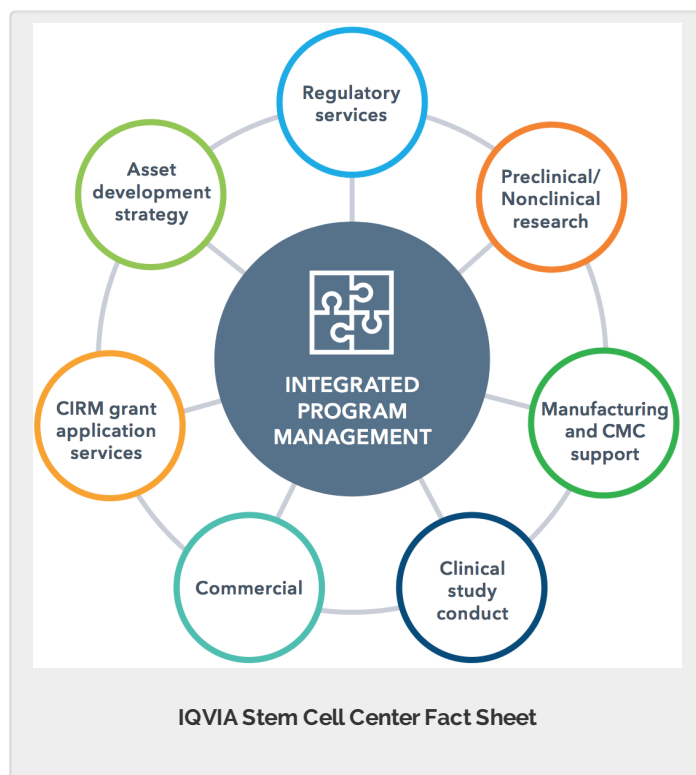 Regulatory
services
Preclinical/
Nonclinical
research
Manufacturing
and CMC
support
Clinical
study
conduct
Commercial
CIRM grant
application
services
Asset
development
strategy
INTEGRATED
PROGRAM
MANAGEMENT
IQVIA Stem Cell Center Fact Sheet